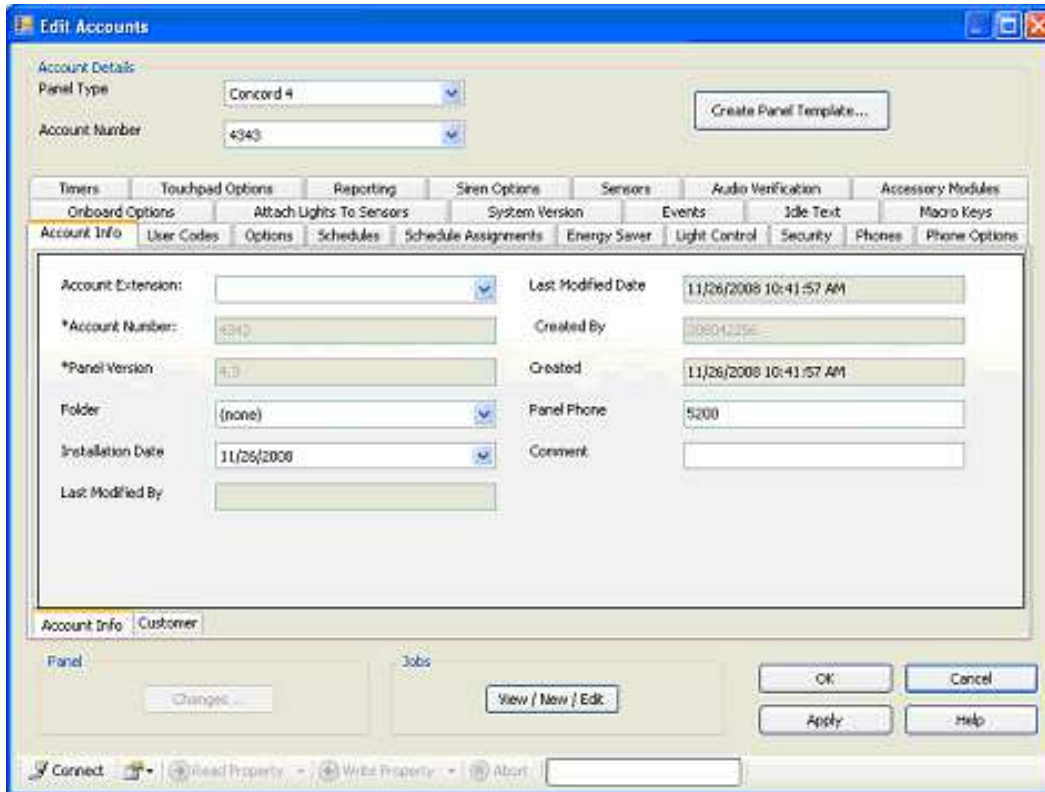 Edit Accounts
Account Details
Panel Type
Concord 4
Create Panel Template...
Account Number
4343
Timers Touchpad Options Reporting Siren Options Sensors Audio Verification Accessory Modules
Onboard Options Attach Lights To Sensors System Version Events Idle Text Macro Keys
Account Info User Codes Options Schedules Schedule Assignments Energy Saver Light Control Security Phones Phone Options
Account Extension:
Last Modified Date
11/26/2008 10:41:57 AM
*Account Number:
Created By
*Panel Version
Created
11/26/2008 10:41:57 AM
Folder
(none)
Panel Phone
5200
Installation Date
11/26/2008
Comment
Last Modified By
Account Info Customer
Panel
Jobs
Changes ...
View / New / Edit
OK
Cancel
Apply
Help
Connect Read Property Write Property Abort